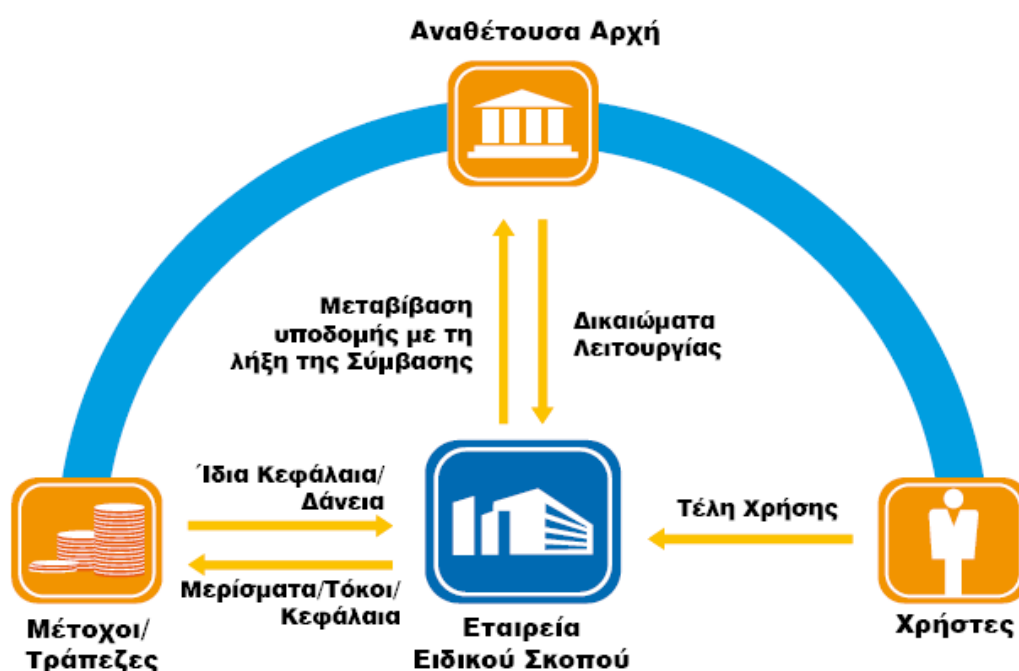 Αναθέτουσα Αρχή
Μεταβίβαση
υποδομής με τη
λήξη της Σύμβασης
Δικαιώματα
Λειτουργίας
Ίδια Κεφάλαια/
Δάνεια
Τέλη Χρήσης
Μερίσματα/Τόκοι/
Κεφάλαια
Μέτοχοι/
Τράπεζες
Εταιρεία
Ειδικού Σκοπού
Χρήστες